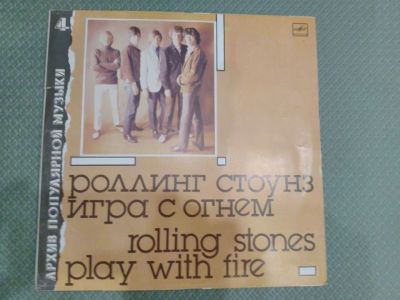 4
АРХИВ ПОПУЛЯРНОЙ МУЗЫКИ
РОЛЛИНГ СТОУНЗ
ИГРА С ОГНЕМ
rolling stones
play with fire